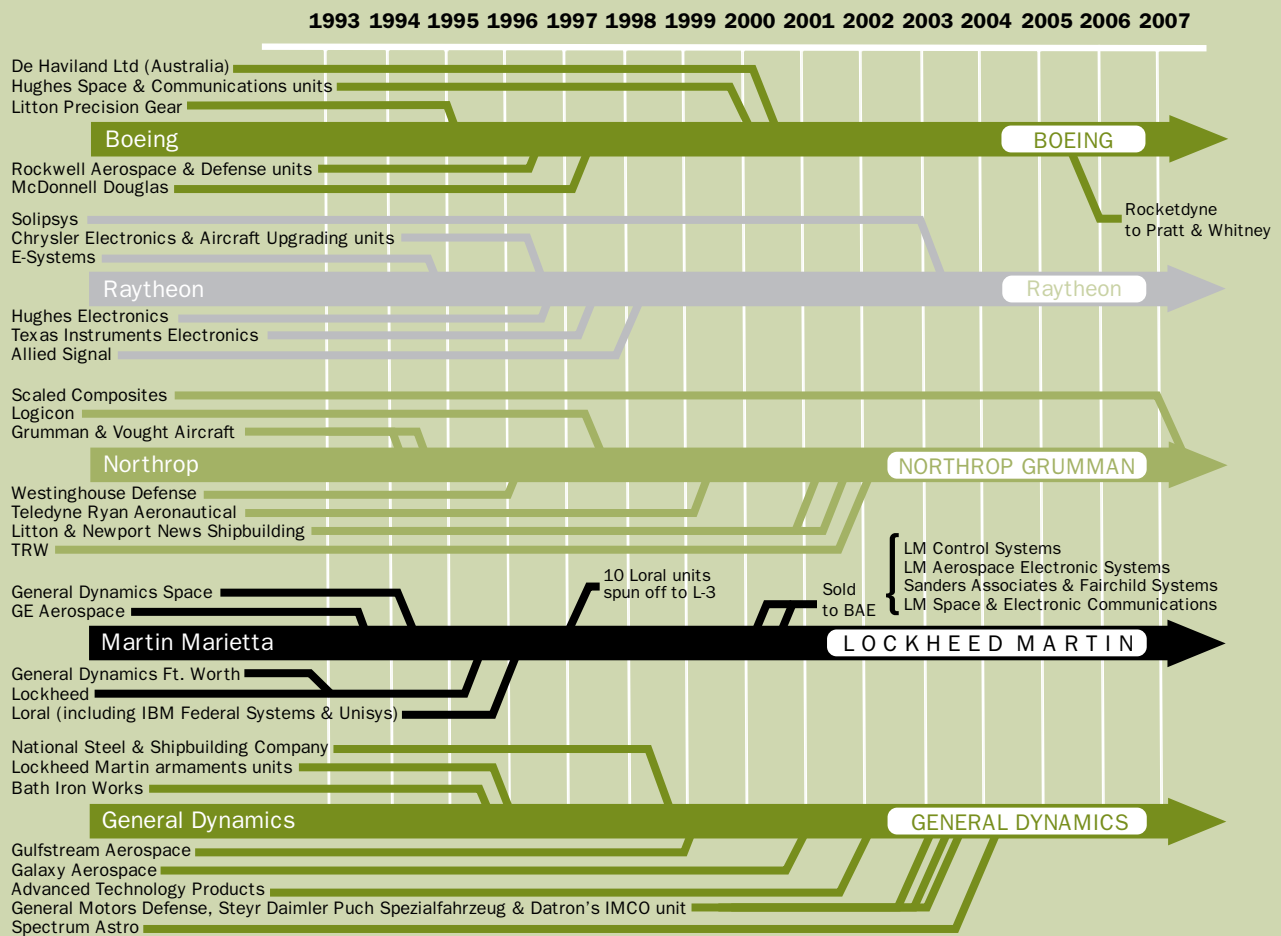 1993 1994 1995 1996 1997 1998 1999 2000 2001 2002 2003 2004 2005 2006 2007
De Haviland Ltd (Australia)
Hughes Space & Communications units
Litton Precision Gear
Boeing
BOEING
Rockwell Aerospace & Defense units
McDonnell Douglas
Rocketdyne
to Pratt & Whitney
Solipsys
Chrysler Electronics & Aircraft Upgrading units
E-Systems
Raytheon
Raytheon
Hughes Electronics
Texas Instruments Electronics
Allied Signal
Scaled Composites
Logicon
Grumman & Vought Aircraft
Northrop
NORTHROP GRUMMAN
Westinghouse Defense
Teledyne Ryan Aeronautical
Litton & Newport News Shipbuilding
TRW
General Dynamics Space
GE Aerospace
10 Loral units
spun off to L-3
Sold
to BAE
LM Control Systems
LM Aerospace Electronic Systems
Sanders Associates & Fairchild Systems
LM Space & Electronic Communications
Martin Marietta
LOCKHEED MARTIN
General Dynamics Ft. Worth
Lockheed
Loral (including IBM Federal Systems & Unisys)
National Steel & Shipbuilding Company
Lockheed Martin armaments units
Bath Iron Works
General Dynamics
GENERAL DYNAMICS
Gulfstream Aerospace
Galaxy Aerospace
Advanced Technology Products
General Motors Defense, Steyr Daimler Puch Spezialfahrzeug & Datron's IMCO unit
Spectrum Astro